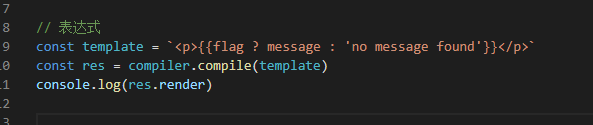 7
8 // 表达式
9 const template = `<p>{{flag ? message : 'no message found'}}</p>`
10 const res = compiler.compile(template)
11 console.log(res.render)
12